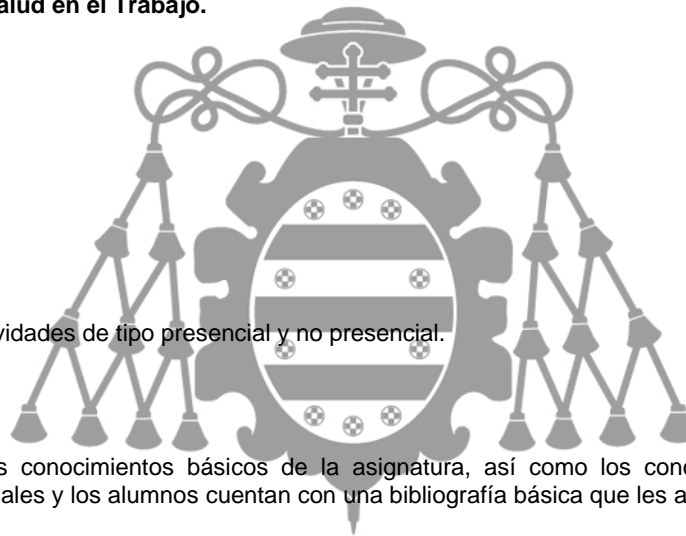 alud en el Trabajo.
vidades de tipo presencial y no presencial.
s conocimientos básicos de la asignatura, así como los con
ales y los alumnos cuentan con una bibliografía básica que les a